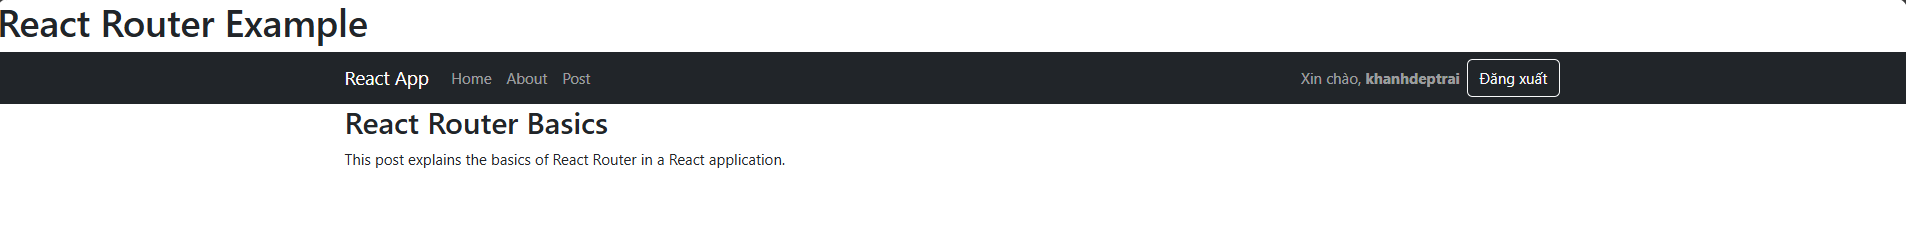 React Router Example
React App Home About Post Xin chào, khanhdeptrai Đăng xuất
React Router Basics
This post explains the basics of React Router in a React application.